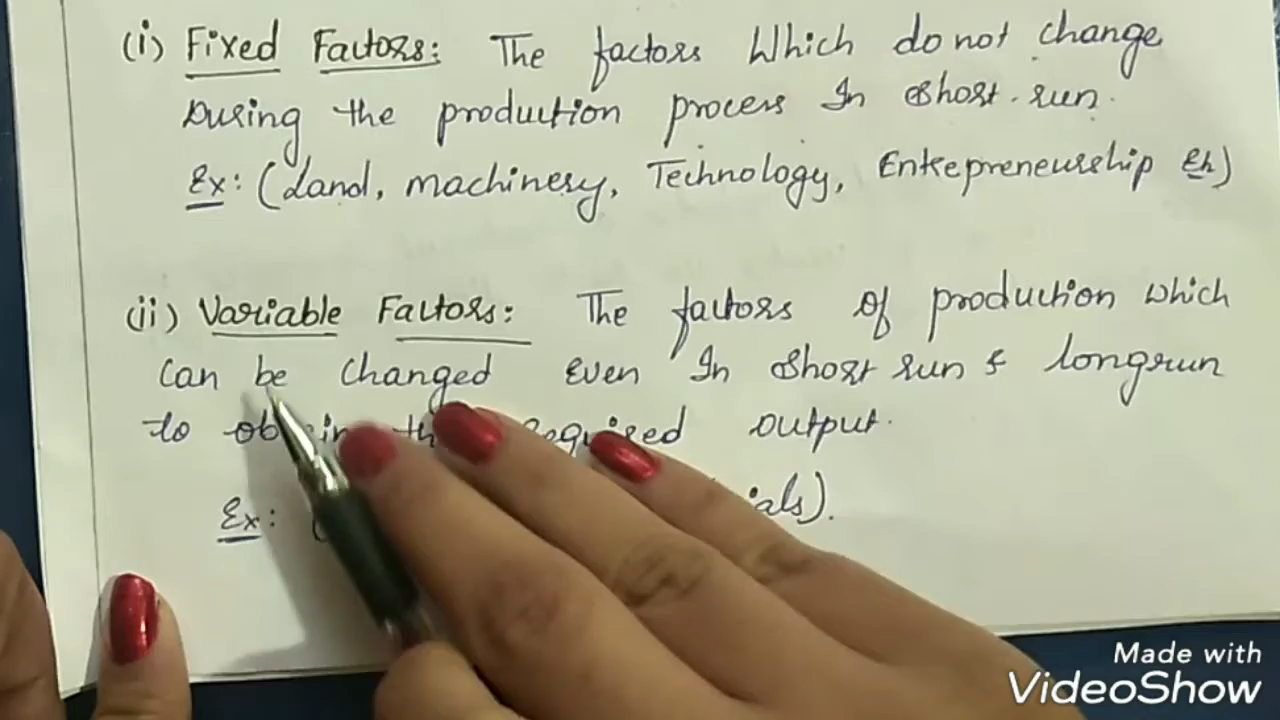 (i) Fixed Factors: The factors which do not change
During the production process In short-run.
Ex: (Land, machinery, Technology, Entrepreneurship Etc)
(ii) Variable Factors: The factors of production which
can be changed Even In short run & longrun
to required output.
Ex:
Made with
VideoShow